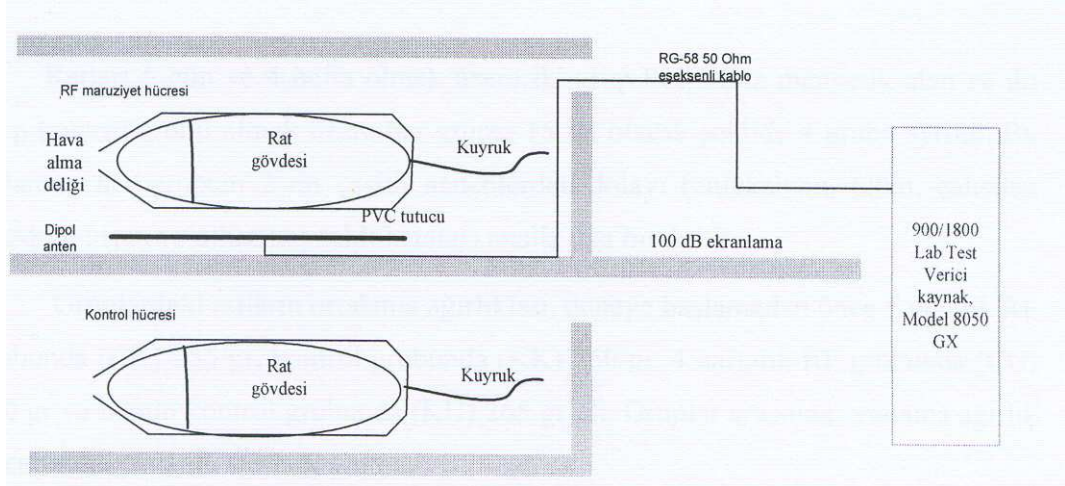 RG-58 50 Ohm
eşeksenli kablo
RF maruziyet hücresi
Hava
alma
deliği
Rat
gövdesi
Kuyruk
PVC tutucu
Dipol
anten
100 dB ekranlama
900/1800
Lab Test
Verici
kaynak,
Model 8050
GX
Kontrol hücresi
Rat
gövdesi
Kuyruk